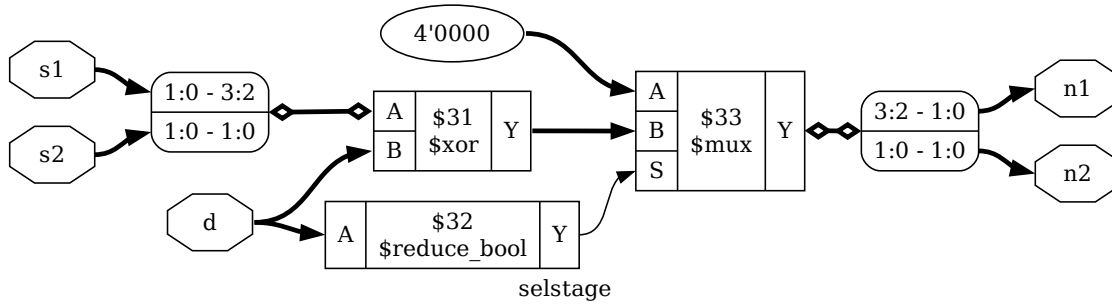 4'0000
s1
s2
1:0 - 3:2
1:0 - 1:0
A
B
$31
$xor
Y
A
B
S
$33
$mux
Y
3:2 - 1:0
1:0 - 1:0
n1
n2
d
A
$32
$reduce_bool
Y
selstage